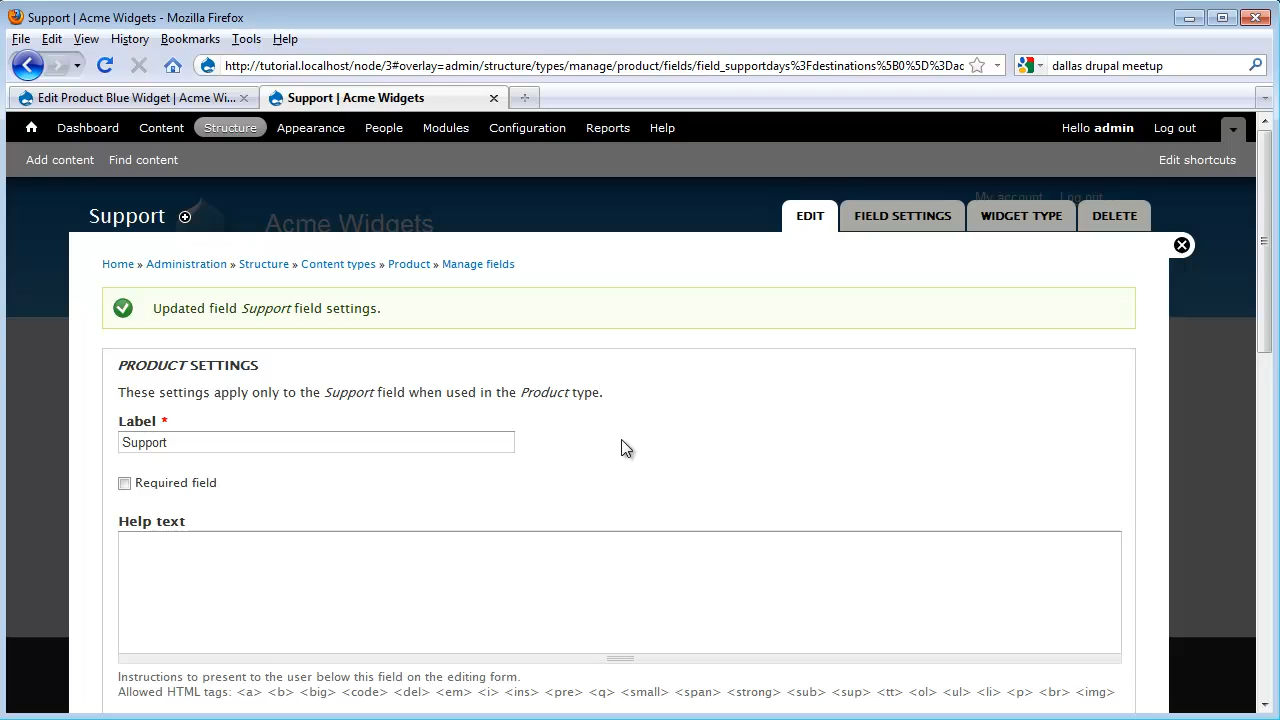 Support | Acme Widgets - Mozilla Firefox
File Edit View History Bookmarks Tools Help
http://tutorial.localhost/node/3#overlay=admin/structure/types/manage/product/fields/field_supportdays%3Fdestinations%5B0%5D%3Dac
dallas drupal meetup
Edit Product Blue Widget | Acme Wi...
Support | Acme Widgets
Dashboard Content Structure Appearance People Modules Configuration Reports Help
Hello admin Log out
Add content Find content
Edit shortcuts
My account Log out
Support
Acme Widgets
EDIT FIELD SETTINGS WIDGET TYPE DELETE
Home » Administration » Structure » Content types » Product » Manage fields
Updated field Support field settings.
PRODUCT SETTINGS
These settings apply only to the Support field when used in the Product type.
Label *
Support
Required field
Help text
Instructions to present to the user below this field on the editing form.
Allowed HTML tags: <a> <b> <big> <code> <del> <em> <i> <ins> <pre> <q> <small> <span> <strong> <sub> <sup> <tt> <ol> <ul> <li> <p> <br> <img>